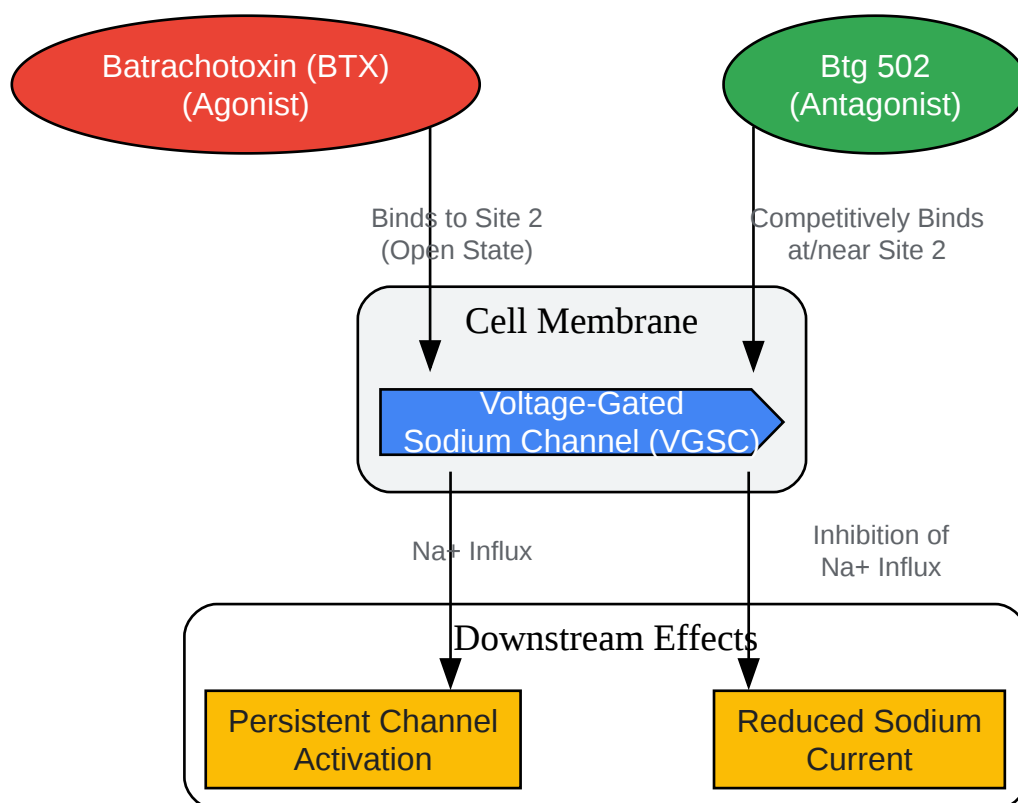 Batrachotoxin (BTX)
(Agonist)
Btg 502
(Antagonist)
Binds to Site 2
(Open State)
Competitively Binds
at/near Site 2
Cell Membrane
Voltage-Gated
Sodium Channel (VGSC)
Na+ Influx
Inhibition of
Na+ Influx
Downstream Effects
Persistent Channel
Activation
Reduced Sodium
Current